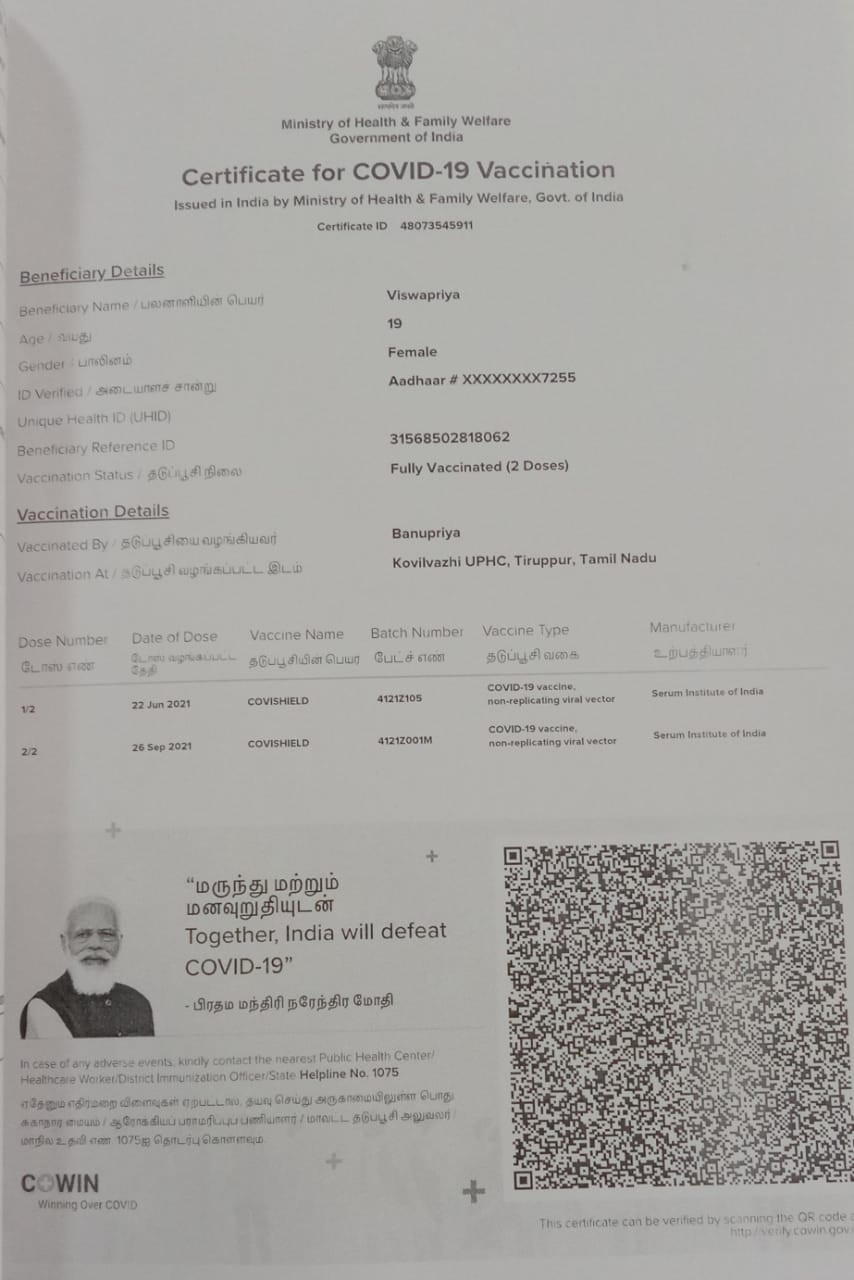 सत्यमेव जयते
Ministry of Health & Family Welfare
Government of India
Certificate for COVID-19 Vaccination
Issued in India by Ministry of Health & Family Welfare, Govt. of India
Certificate ID 48073545911
Beneficiary Details
Beneficiary Name / பயனாளியின் பெயர் Viswapriya
Age / வயது 19
Gender / பாலினம் Female
ID Verified / அடையாளச் சான்று Aadhaar # XXXXXXXX7255
Unique Health ID (UHID)
Beneficiary Reference ID 31568502818062
Vaccination Status / தடுப்பூசி நிலை Fully Vaccinated (2 Doses)
Vaccination Details
Vaccinated By / தடுப்பூசியை வழங்கியவர் Banupriya
Vaccination At / தடுப்பூசி வழங்கப்பட்ட இடம் Kovilvazhi UPHC, Tiruppur, Tamil Nadu
Dose Number Date of Dose Vaccine Name Batch Number Vaccine Type Manufacturer
டோஸ் எண் டோஸ் வழங்கப்பட்ட தடுப்பூசியின் பெயர் பேட்ச் எண் தடுப்பூசி வகை உற்பத்தியாளர்
தேதி
1/2 22 Jun 2021 COVISHIELD 4121Z105 COVID-19 vaccine, Serum Institute of India
non-replicating viral vector
2/2 26 Sep 2021 COVISHIELD 4121Z001M COVID-19 vaccine, Serum Institute of India
non-replicating viral vector
“மருந்து மற்றும்
மனவுறுதியுடன்
Together, India will defeat
COVID-19”
- பிரதம மந்திரி நரேந்திர மோதி
In case of any adverse events, kindly contact the nearest Public Health Center/
Healthcare Worker/District Immunization Officer/State Helpline No. 1075
ஏதேனும் எதிர்மறை விளைவுகள் ஏற்பட்டால், தயவு செய்து அருகாமையிலுள்ள பொது
சுகாதார மையம் / ஆரோக்கியப் பராமரிப்புப் பணியாளர் / மாவட்ட தடுப்பூசி அலுவலர் /
மாநில உதவி எண். 1075ஐ தொடர்பு கொள்ளவும்.
COWIN
Winning Over COVID
This certificate can be verified by scanning the QR code
http://verify.cowin.gov